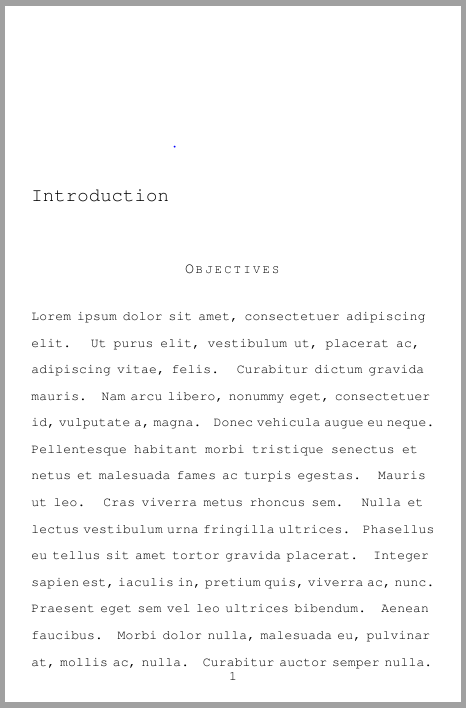 Introduction
OBJECTIVES
Lorem ipsum dolor sit amet, consectetuer adipiscing
elit. Ut purus elit, vestibulum ut, placerat ac,
adipiscing vitae, felis. Curabitur dictum gravida
mauris. Nam arcu libero, nonummy eget, consectetuer
id, vulputate a, magna. Donec vehicula augue eu neque.
Pellentesque habitant morbi tristique senectus et
netus et malesuada fames ac turpis egestas. Mauris
ut leo. Cras viverra metus rhoncus sem. Nulla et
lectus vestibulum urna fringilla ultrices. Phasellus
eu tellus sit amet tortor gravida placerat. Integer
sapien est, iaculis in, pretium quis, viverra ac, nunc.
Praesent eget sem vel leo ultrices bibendum. Aenean
faucibus. Morbi dolor nulla, malesuada eu, pulvinar
at, mollis ac, nulla. Curabitur auctor semper nulla.
1